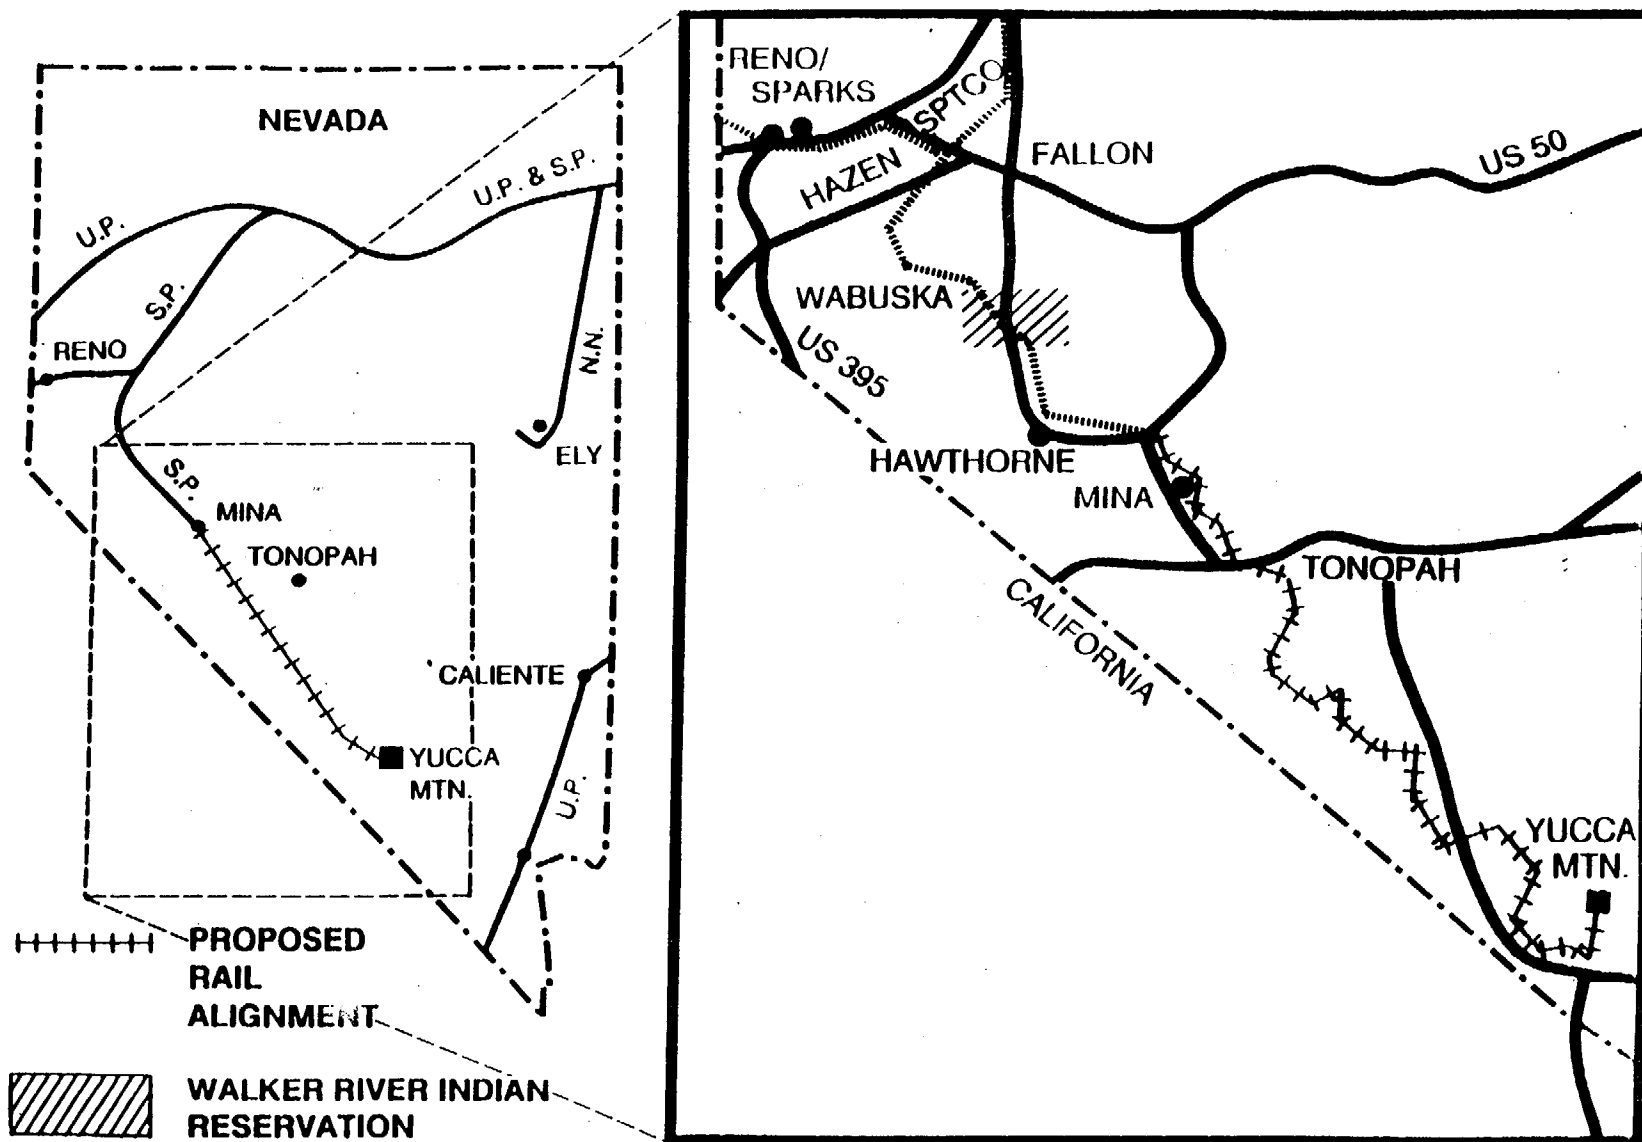 NEVADA
U.P. & S.P.
U.P.
S.P.
RENO
N.N.
ELY
S.P.
MINA
TONOPAH
CALIENTE
YUCCA
MTN.
U.P.
PROPOSED
RAIL
ALIGNMENT
WALKER RIVER INDIAN
RESERVATION
RENO/
SPARKS
SPTCO
HAZEN
FALLON
US 50
WABUSKA
US 395
HAWTHORNE
MINA
TONOPAH
CALIFORNIA
YUCCA
MTN.